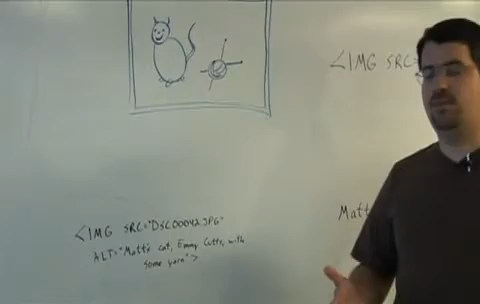 <IMG SRC=
<IMG SRC="DSC00042.JPG"
ALT="Matt's cat, Emmy Cutts, with
some yarn">
Matt